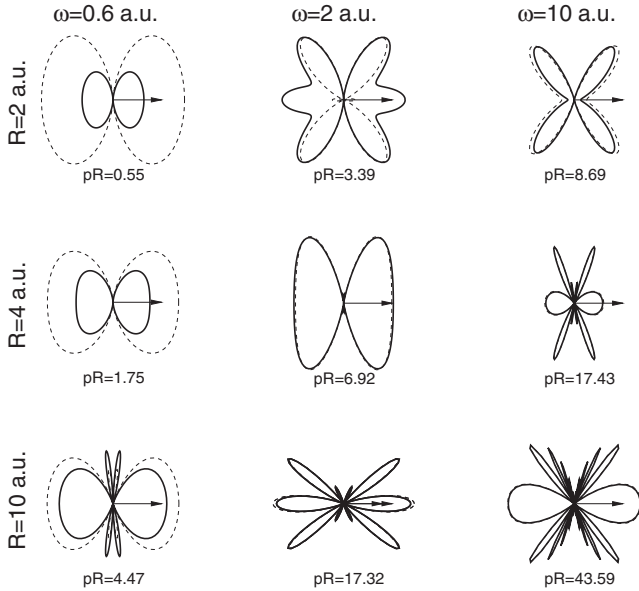 ω=0.6 a.u.
ω=2 a.u.
ω=10 a.u.
R=2 a.u.
pR=0.55
pR=3.39
pR=8.69
R=4 a.u.
pR=1.75
pR=6.92
pR=17.43
R=10 a.u.
pR=4.47
pR=17.32
pR=43.59